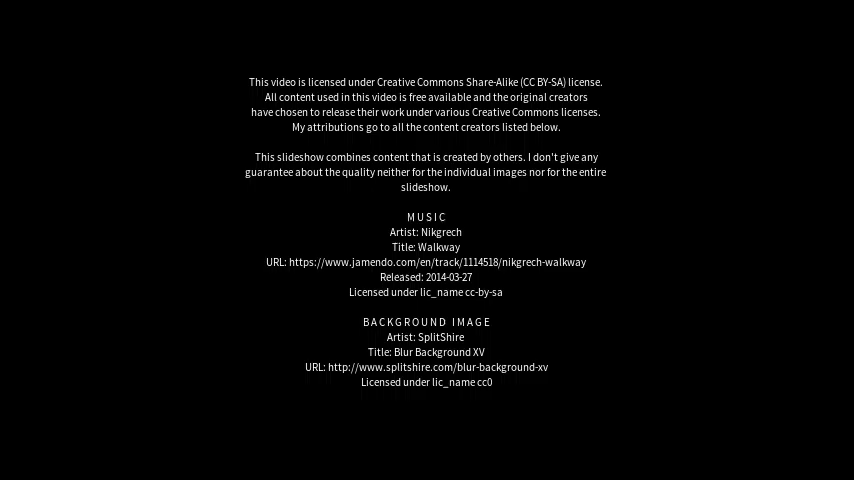 This video is licensed under Creative Commons Share-Alike (CC BY-SA) license.
All content used in this video is free available and the original creators
have chosen to release their work under various Creative Commons licenses.
My attributions go to all the content creators listed below.
This slideshow combines content that is created by others. I don't give any
guarantee about the quality neither for the individual images nor for the entire
slideshow.
MUSIC
Artist: Nikgrech
Title: Walkway
URL: https://www.jamendo.com/en/track/1114518/nikgrech-walkway
Released: 2014-03-27
Licensed under lic_name cc-by-sa
BACKGROUND IMAGE
Artist: SplitShire
Title: Blur Background XV
URL: http://www.splitshire.com/blur-background-xv
Licensed under lic_name cc0